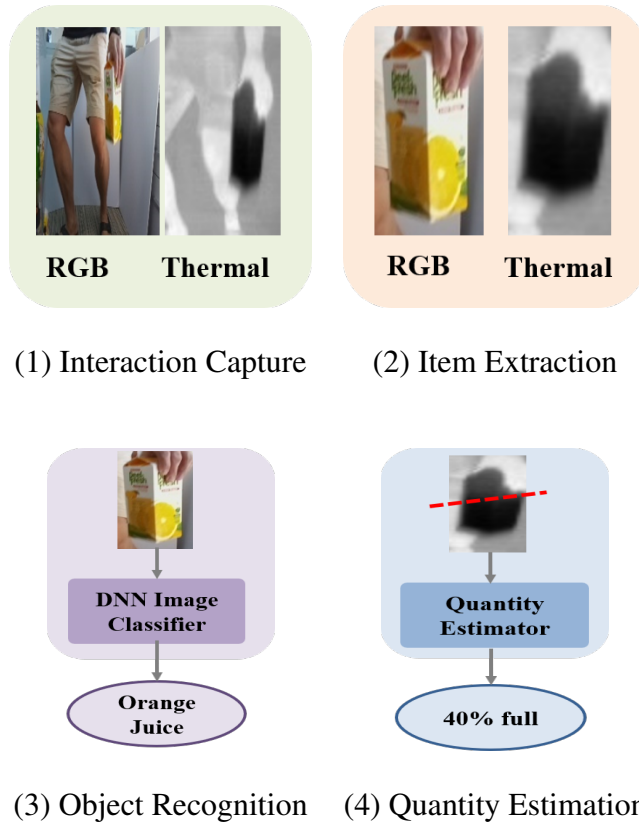 RGB
Thermal
RGB
Thermal
(1) Interaction Capture
(2) Item Extraction
DNN Image
Classifier
Orange
Juice
Quantity
Estimator
40% full
(3) Object Recognition
(4) Quantity Estimation